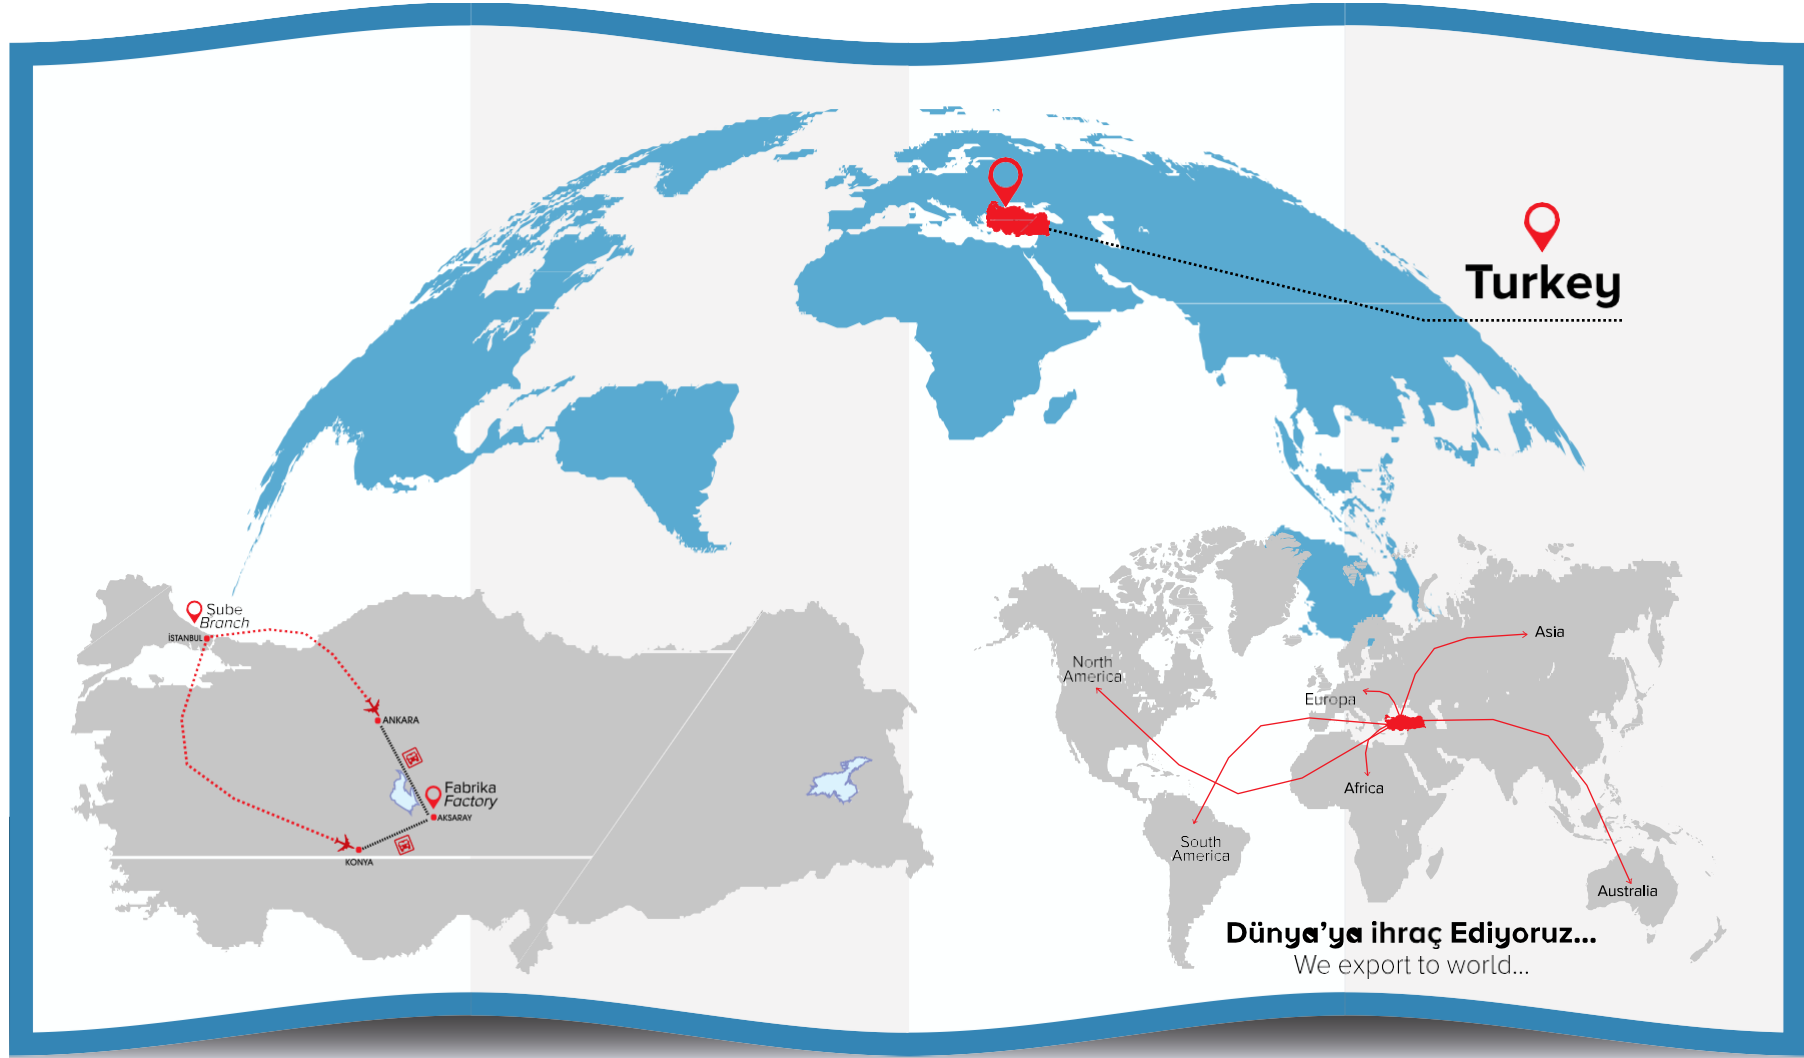 Turkey
Şube
Branch
İSTANBUL
ANKARA
Fabrika
Factory
AKSARAY
KONYA
Asia
North
America
Europa
Africa
South
America
Australia
Dünya'ya ihraç Ediyoruz...
We export to world...